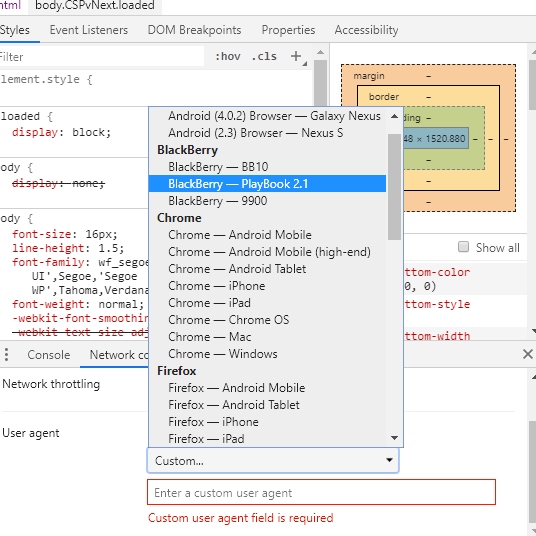 html body.CSPvNext.loaded
Styles Event Listeners DOM Breakpoints Properties Accessibility
Filter :hov .cls +
element.style {
loaded {
display: block;
}
body {
display: none;
}
body {
font-size: 16px;
line-height: 1.5;
font-family: wf_segoe
UI',Segoe,'Segoe
WP',Tahoma,Verdana
font-weight: normal;
-webkit-font-smoothin
-webkit-text-size-adj
margin –
border –
ding –
48 × 1520.880 – –
–
–
–
Show all
ttom-color
0, 0)
ttom-style
ttom-width
Android (4.0.2) Browser — Galaxy Nexus
Android (2.3) Browser — Nexus S
BlackBerry
BlackBerry — BB10
BlackBerry — PlayBook 2.1
BlackBerry — 9900
Chrome
Chrome — Android Mobile
Chrome — Android Mobile (high-end)
Chrome — Android Tablet
Chrome — iPhone
Chrome — iPad
Chrome — Chrome OS
Chrome — Mac
Chrome — Windows
Firefox
Firefox — Android Mobile
Firefox — Android Tablet
Firefox — iPhone
Firefox — iPad
Console Network co
Network throttling
User agent
Custom...
Enter a custom user agent
Custom user agent field is required